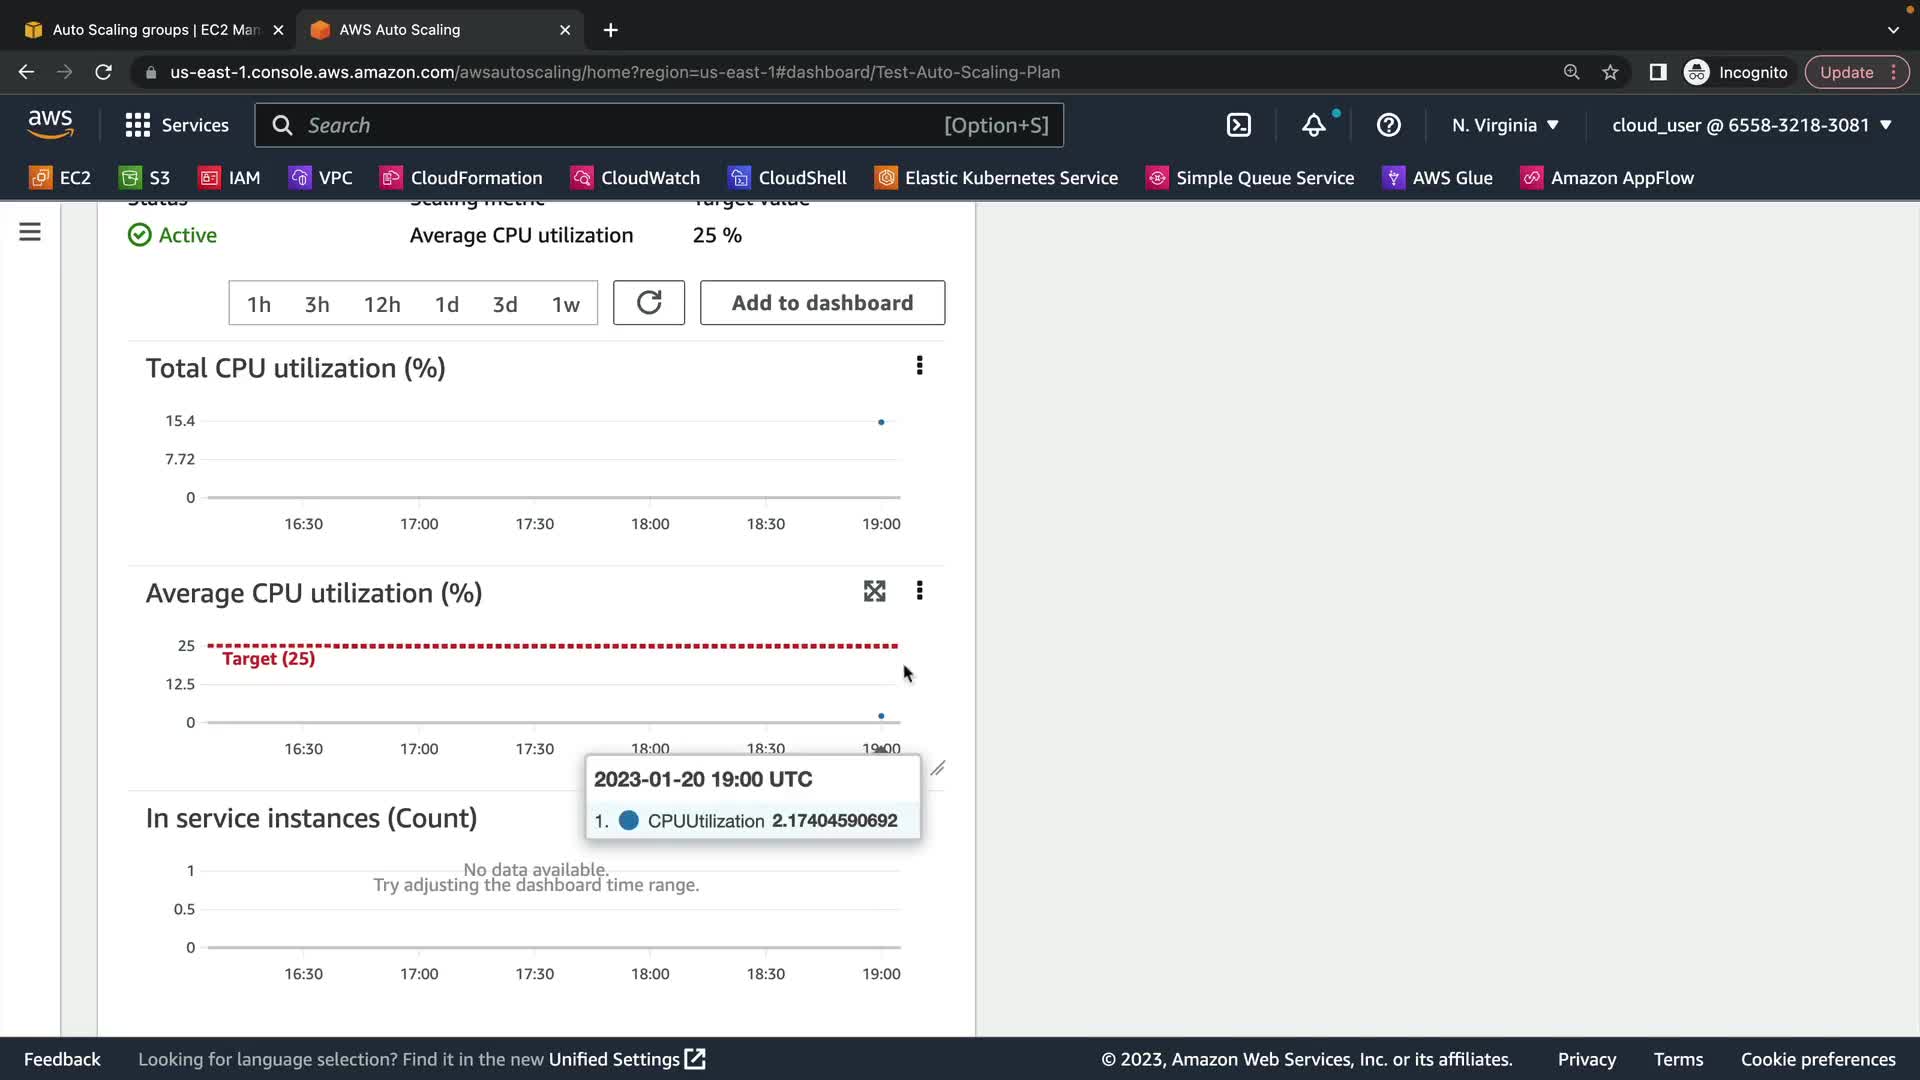 Auto Scaling groups | EC2 Man
AWS Auto Scaling
us-east-1.console.aws.amazon.com/awsautoscaling/home?region=us-east-1#dashboard/Test-Auto-Scaling-Plan
Incognito
Update
aws
Services
Search
[Option+S]
N. Virginia
cloud_user @ 6558-3218-3081
EC2
S3
IAM
VPC
CloudFormation
CloudWatch
CloudShell
Elastic Kubernetes Service
Simple Queue Service
AWS Glue
Amazon AppFlow
Status
Scaling metric
Target value
Active
Average CPU utilization
25 %
1h
3h
12h
1d
3d
1w
Add to dashboard
Total CPU utilization (%)
15.4
7.72
0
16:30
17:00
17:30
18:00
18:30
19:00
Average CPU utilization (%)
25
Target (25)
12.5
0
16:30
17:00
17:30
18:00
18:30
19:00
2023-01-20 19:00 UTC
1. CPUUtilization 2.17404590692
In service instances (Count)
1
No data available.
Try adjusting the dashboard time range.
0.5
0
16:30
17:00
17:30
18:00
18:30
19:00
Feedback
Looking for language selection? Find it in the new Unified Settings
© 2023, Amazon Web Services, Inc. or its affiliates.
Privacy
Terms
Cookie preferences